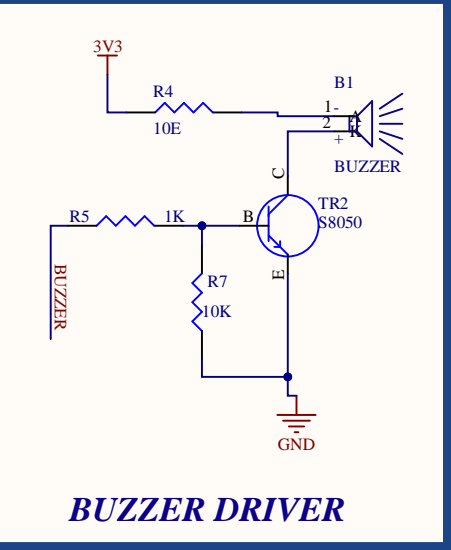 3V3
B1
R4
10E
1-
A
2
K
+
BUZZER
C
TR2
S8050
R5
1K
B
BUZZER
R7
10K
E
GND
BUZZER DRIVER